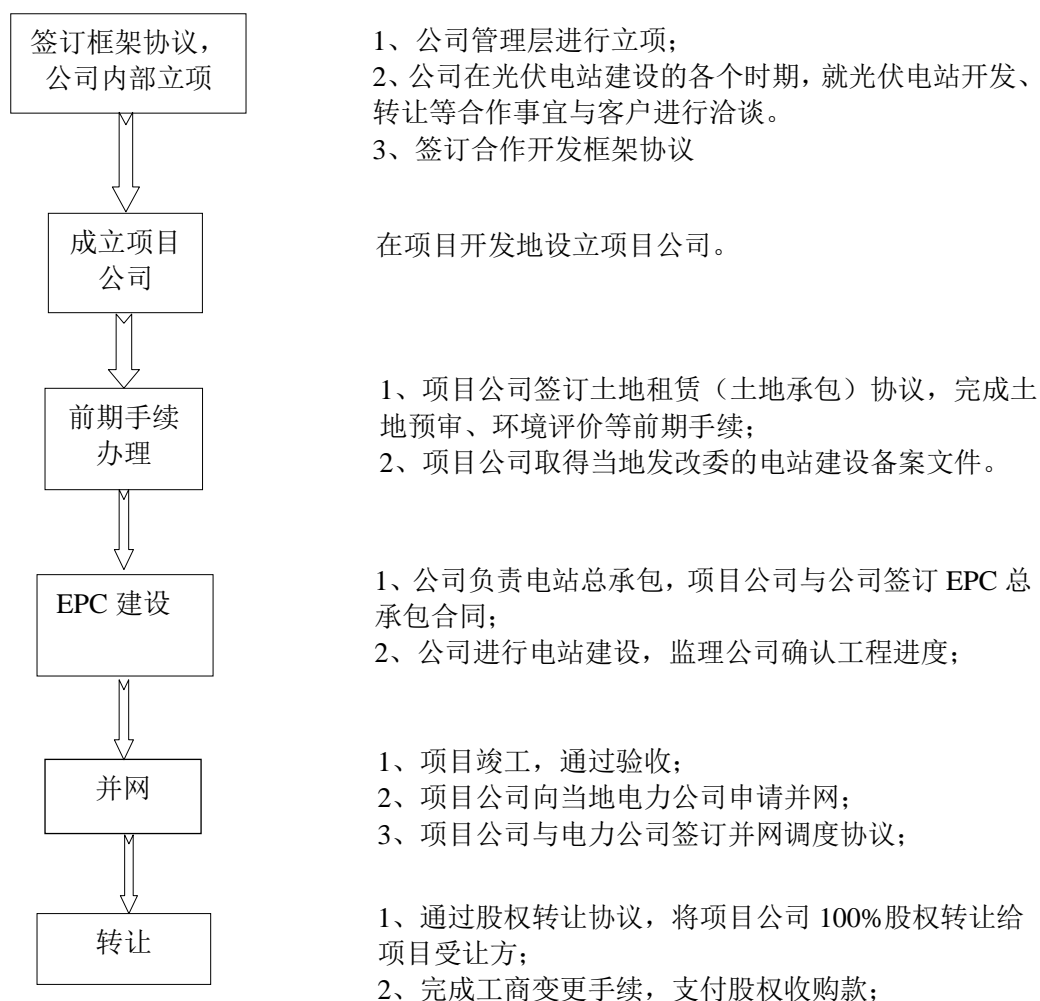 签订框架协议，
公司内部立项
1、公司管理层进行立项；
2、公司在光伏电站建设的各个时期，就光伏电站开发、
转让等合作事宜与客户进行洽谈。
3、签订合作开发框架协议
成立项目
公司
在项目开发地设立项目公司。
前期手续
办理
1、项目公司签订土地租赁（土地承包）协议，完成土
地预审、环境评价等前期手续；
2、项目公司取得当地发改委的电站建设备案文件。
EPC 建设
1、公司负责电站总承包，项目公司与公司签订 EPC 总
承包合同；
2、公司进行电站建设，监理公司确认工程进度；
并网
1、项目竣工，通过验收；
2、项目公司向当地电力公司申请并网；
3、项目公司与电力公司签订并网调度协议；
转让
1、通过股权转让协议，将项目公司 100%股权转让给
项目受让方；
2、完成工商变更手续，支付股权收购款；